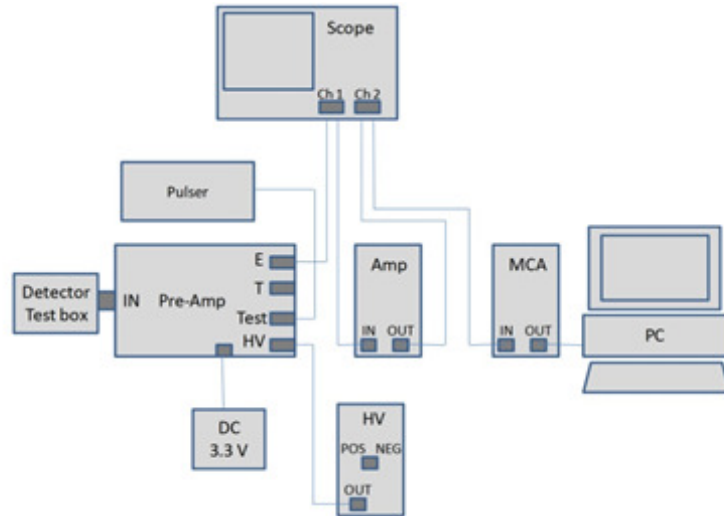 Scope
Ch 1 Ch 2
Pulser
E
Amp
MCA
Detector
Test box
IN
Pre-Amp
T
Test
HV
IN OUT
IN OUT
PC
DC
3.3 V
HV
POS NEG
OUT